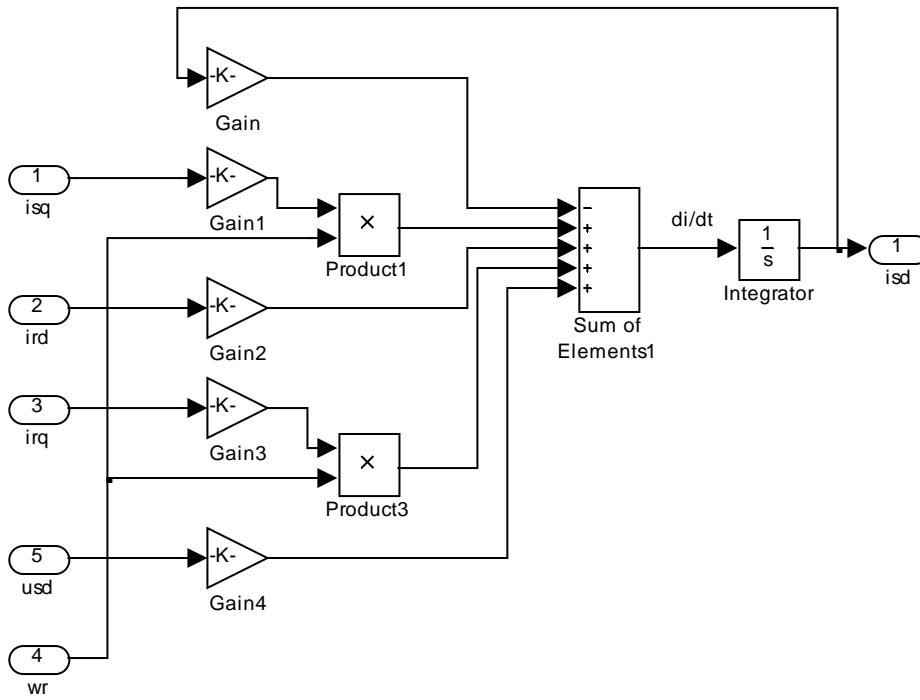 -K-
Gain
1
isq
-K-
Gain1
×
Product1
2
ird
-K-
Gain2
3
irq
-K-
Gain3
×
Product3
5
usd
-K-
Gain4
4
wr
−
+
+
+
+
Sum of
Elements1
di/dt
1
s
Integrator
1
isd